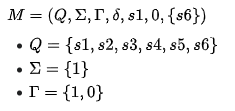 M = (Q, Σ, Γ, δ, s1, 0, {s6})
• Q = {s1, s2, s3, s4, s5, s6}
• Σ = {1}
• Γ = {1, 0}